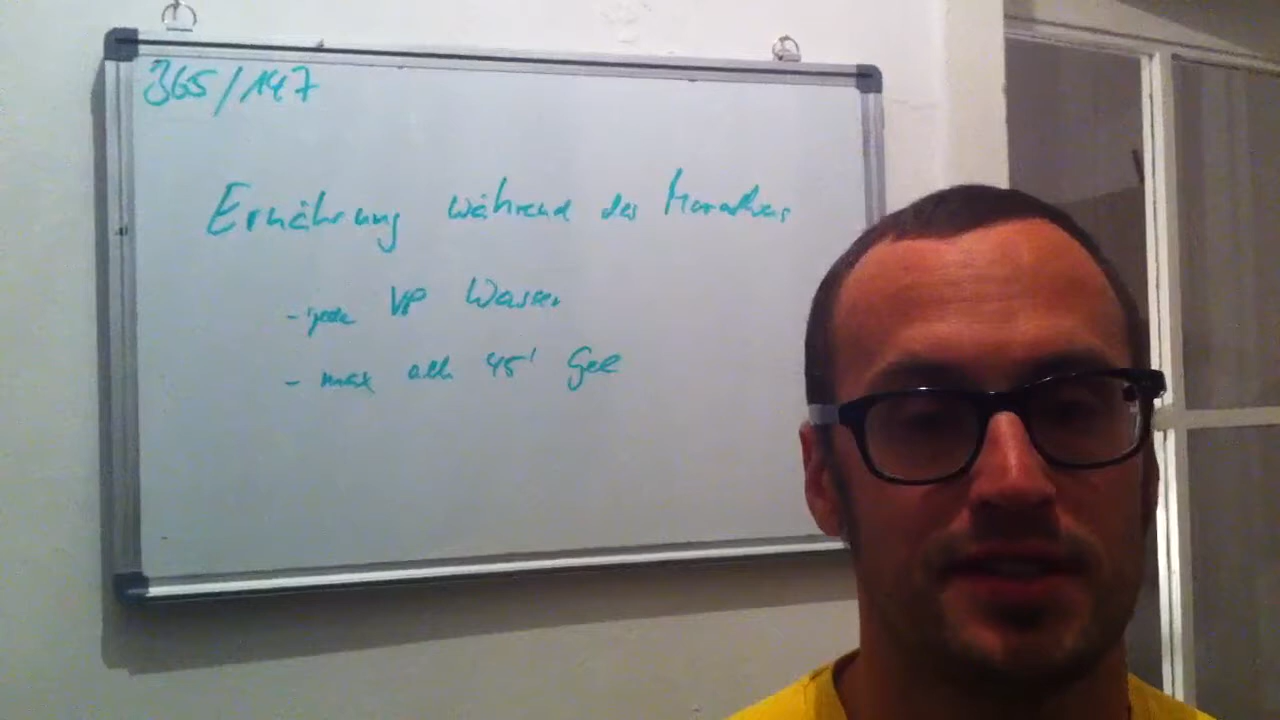 365/147
Ernährung während des Marathons
- jede VP Wasser
- max alle 45' Gel